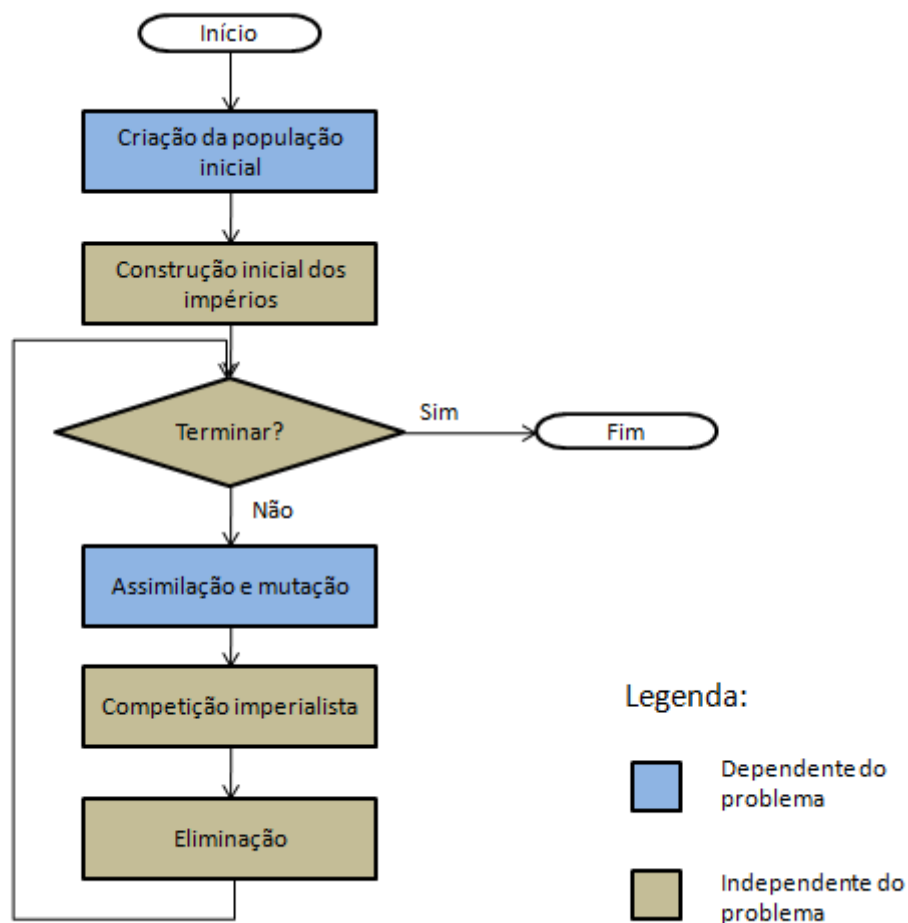 Início
Criação da população
inicial
Construção inicial dos
impérios
Terminar?
Sim
Fim
Não
Assimilação e mutação
Competição imperialista
Eliminação
Legenda:
Dependente do
problema
Independente do
problema